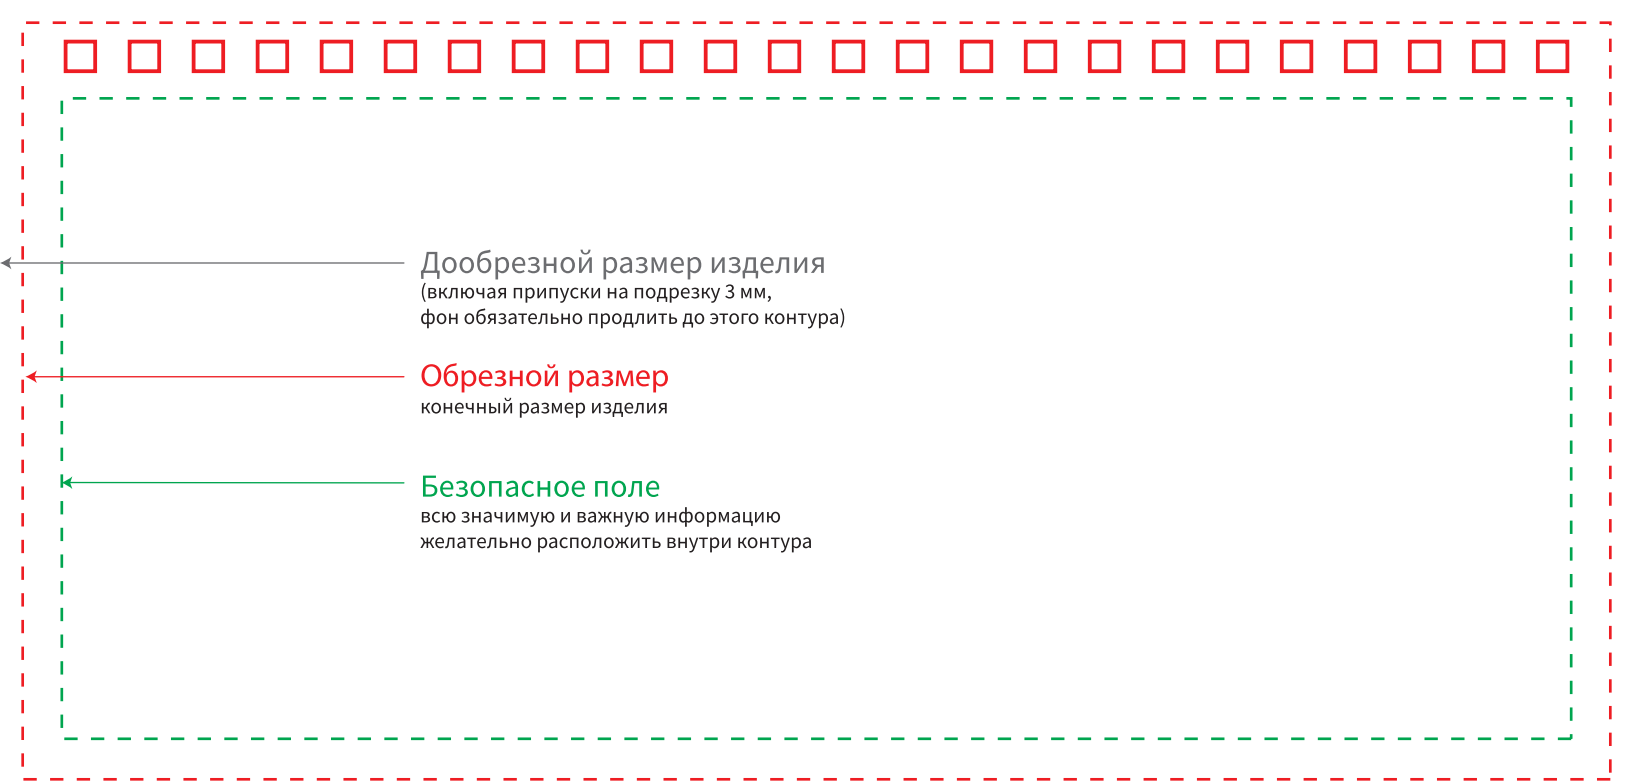 Дообрезной размер изделия
(включая припуски на подрезку 3 мм,
фон обязательно продлить до этого контура)
Обрезной размер
конечный размер изделия
Безопасное поле
всю значимую и важную информацию
желательно расположить внутри контура